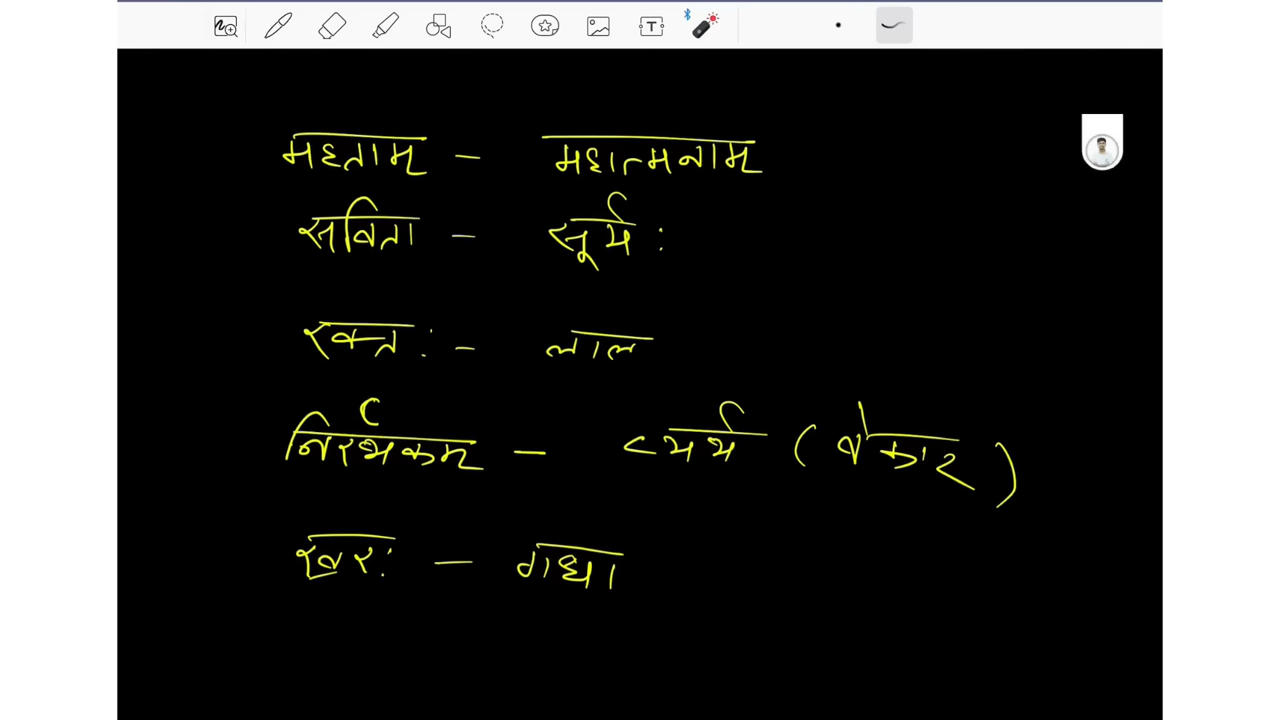 महताम् - महात्मनाम्
सविता - सूर्य:
रक्त: - लाल
निरर्थकम् - व्यर्थ (बेकार)
खर: - गधा